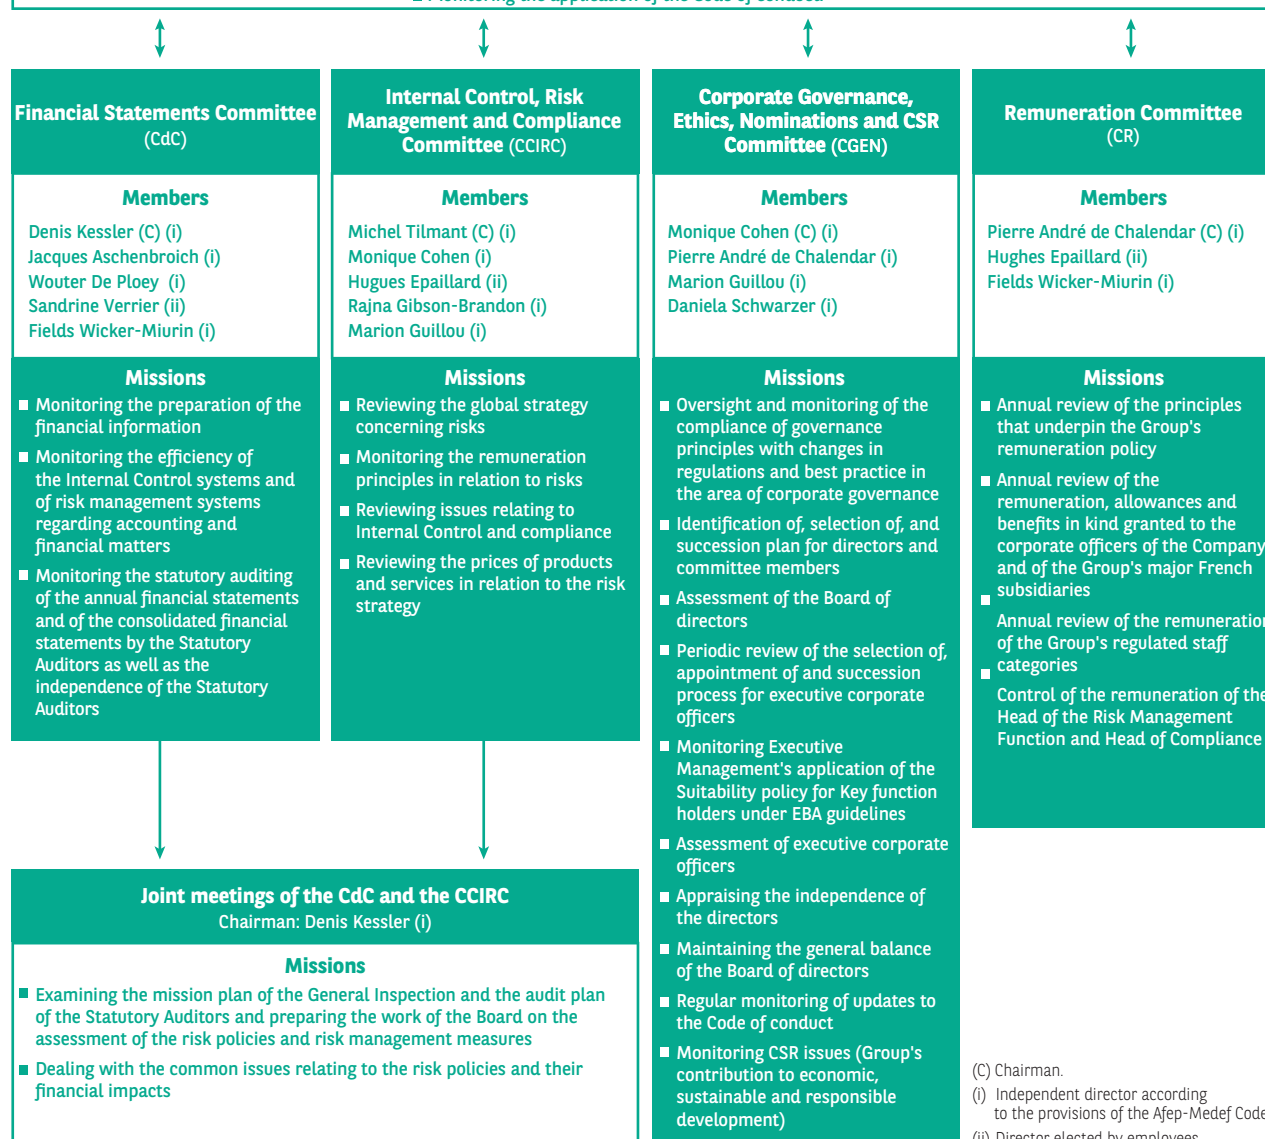 Financial Statements Committee
(CdC)
Members
Denis Kessler (C) (i)
Jacques Aschenbroich (i)
Wouter De Ploey (i)
Sandrine Verrier (ii)
Fields Wicker-Miurin (i)
Missions
Monitoring the preparation of the
financial information
Monitoring the efficiency of
the Internal Control systems and
of risk management systems
regarding accounting and
financial matters
Monitoring the statutory auditing
of the annual financial statements
and of the consolidated financial
statements by the Statutory
Auditors as well as the
independence of the Statutory
Auditors
Internal Control, Risk
Management and Compliance
Committee (CCIRC)
Members
Michel Tilmant (C) (i)
Monique Cohen (i)
Hugues Epaillard (ii)
Rajna Gibson-Brandon (i)
Marion Guillou (i)
Missions
Reviewing the global strategy
concerning risks
Monitoring the remuneration
principles in relation to risks
Reviewing issues relating to
Internal Control and compliance
Reviewing the prices of products
and services in relation to the risk
strategy
Joint meetings of the CdC and the CCIRC
Chairman: Denis Kessler (i)
Missions
Examining the mission plan of the General Inspection and the audit plan
of the Statutory Auditors and preparing the work of the Board on the
assessment of the risk policies and risk management measures
Dealing with the common issues relating to the risk policies and their
financial impacts
Corporate Governance,
Ethics, Nominations and CSR
Committee (CGEN)
Members
Monique Cohen (C) (i)
Pierre André de Chalendar (i)
Marion Guillou (i)
Daniela Schwarzer (i)
Missions
Oversight and monitoring of the
compliance of governance
principles with changes in
regulations and best practice in
the area of corporate governance
Identification of, selection of, and
succession plan for directors and
committee members
Assessment of the Board of
directors
Periodic review of the selection of,
appointment of and succession
process for executive corporate
officers
Monitoring Executive
Management's application of the
Suitability policy for Key function
holders under EBA guidelines
Assessment of executive corporate
officers
Appraising the independence of
the directors
Maintaining the general balance
of the Board of directors
Regular monitoring of updates to
the Code of conduct
Monitoring CSR issues (Group's
contribution to economic,
sustainable and responsible
development)
Remuneration Committee
(CR)
Members
Pierre André de Chalendar (C) (i)
Hughes Epaillard (ii)
Fields Wicker-Miurin (i)
Missions
Annual review of the principles
that underpin the Group's
remuneration policy
Annual review of the
remuneration, allowances and
benefits in kind granted to the
corporate officers of the Company
and of the Group's major French
subsidiaries
Annual review of the remuneration
of the Group's regulated staff
categories
Control of the remuneration of the
Head of the Risk Management
Function and Head of Compliance
(C) Chairman.
(i) Independent director according
to the provisions of the Afep-Medef Code
(ii) Director elected by employees